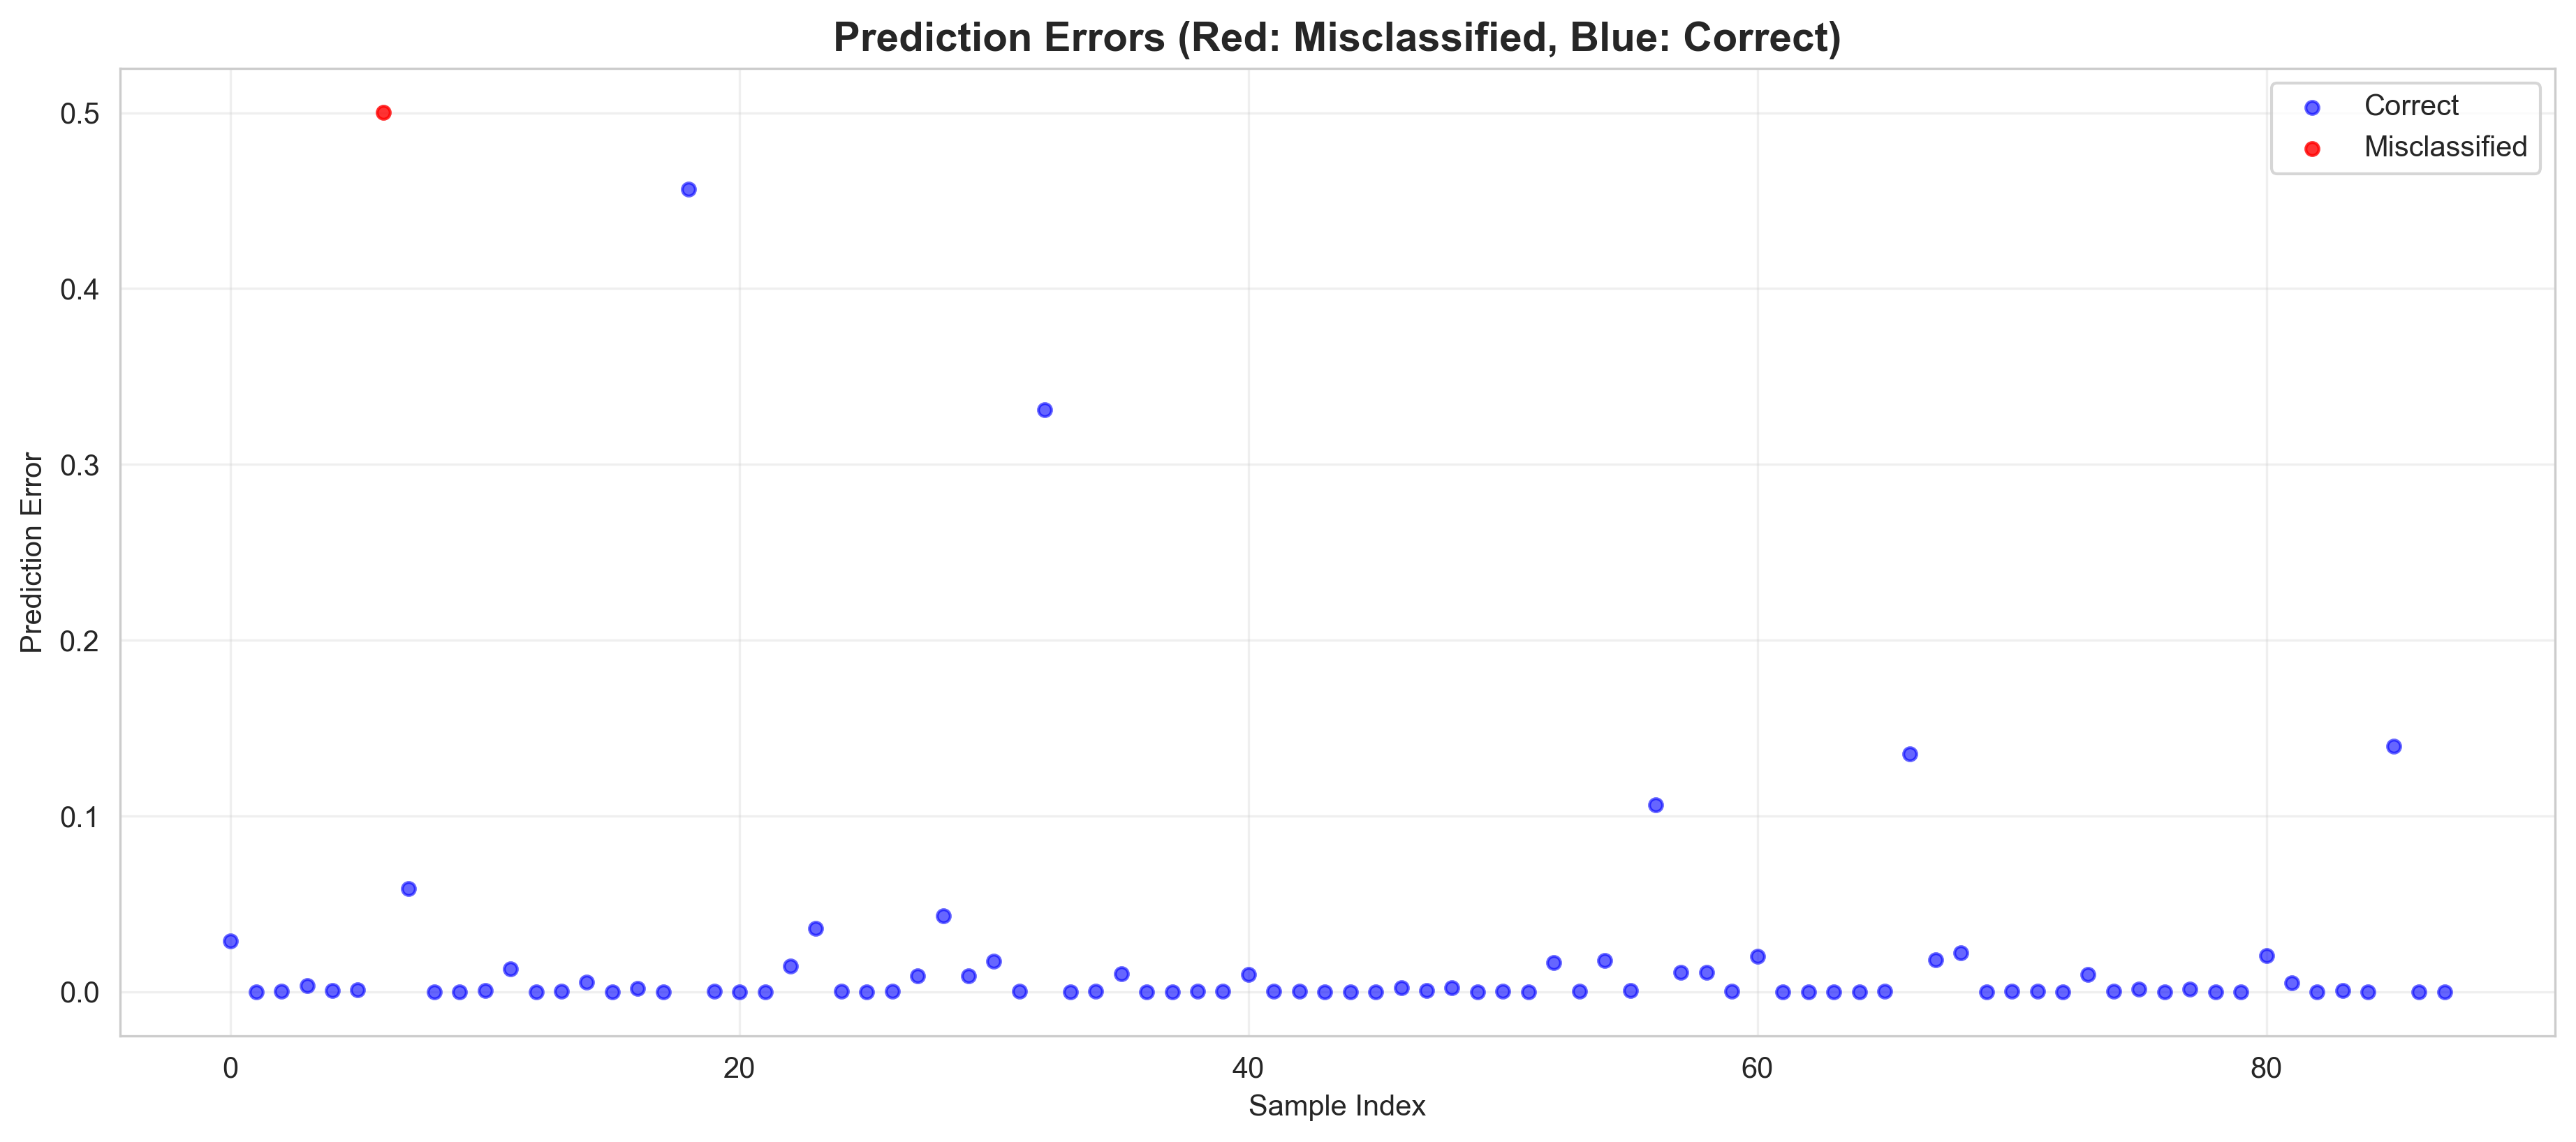 Prediction Errors (Red: Misclassified, Blue: Correct)
Correct
Misclassified
0.5
0.4
0.3
0.2
0.1
0.0
Prediction Error
0 20 40 60 80
Sample Index